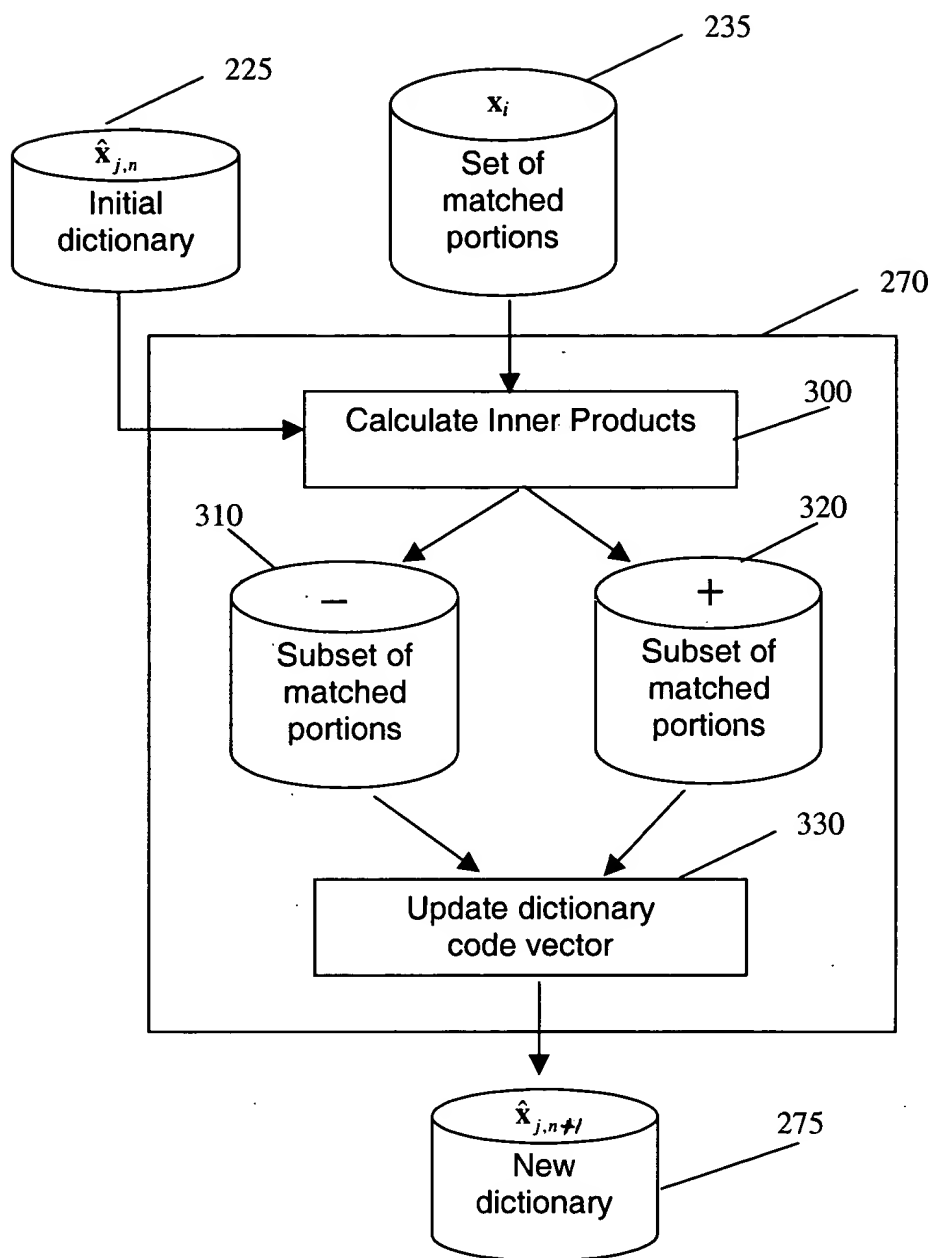 235
225
x_i
x̂_{j,n}
Set of
matched
portions
Initial
dictionary
270
Calculate Inner Products
300
310
320
−
+
Subset of
matched
portions
Subset of
matched
portions
330
Update dictionary
code vector
x̂_{j,n+1}
275
New
dictionary